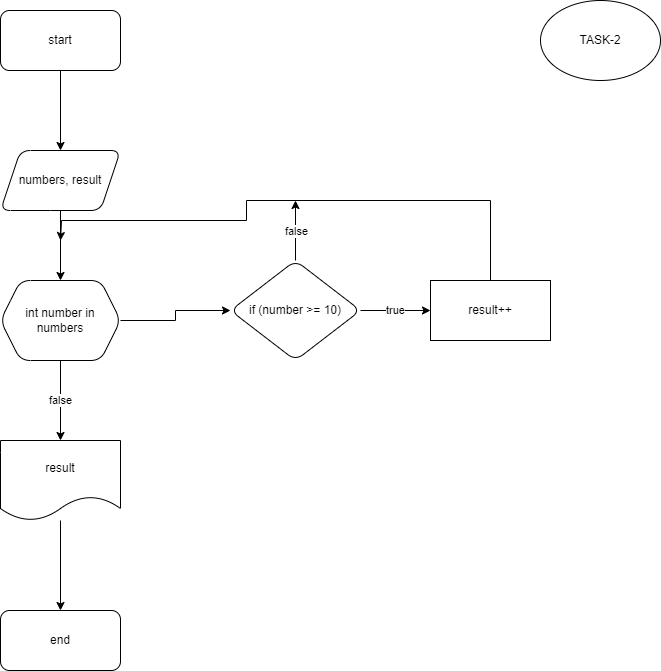 start
TASK-2
numbers, result
false
int number in
numbers
if (number >= 10)
true
result++
false
result
end